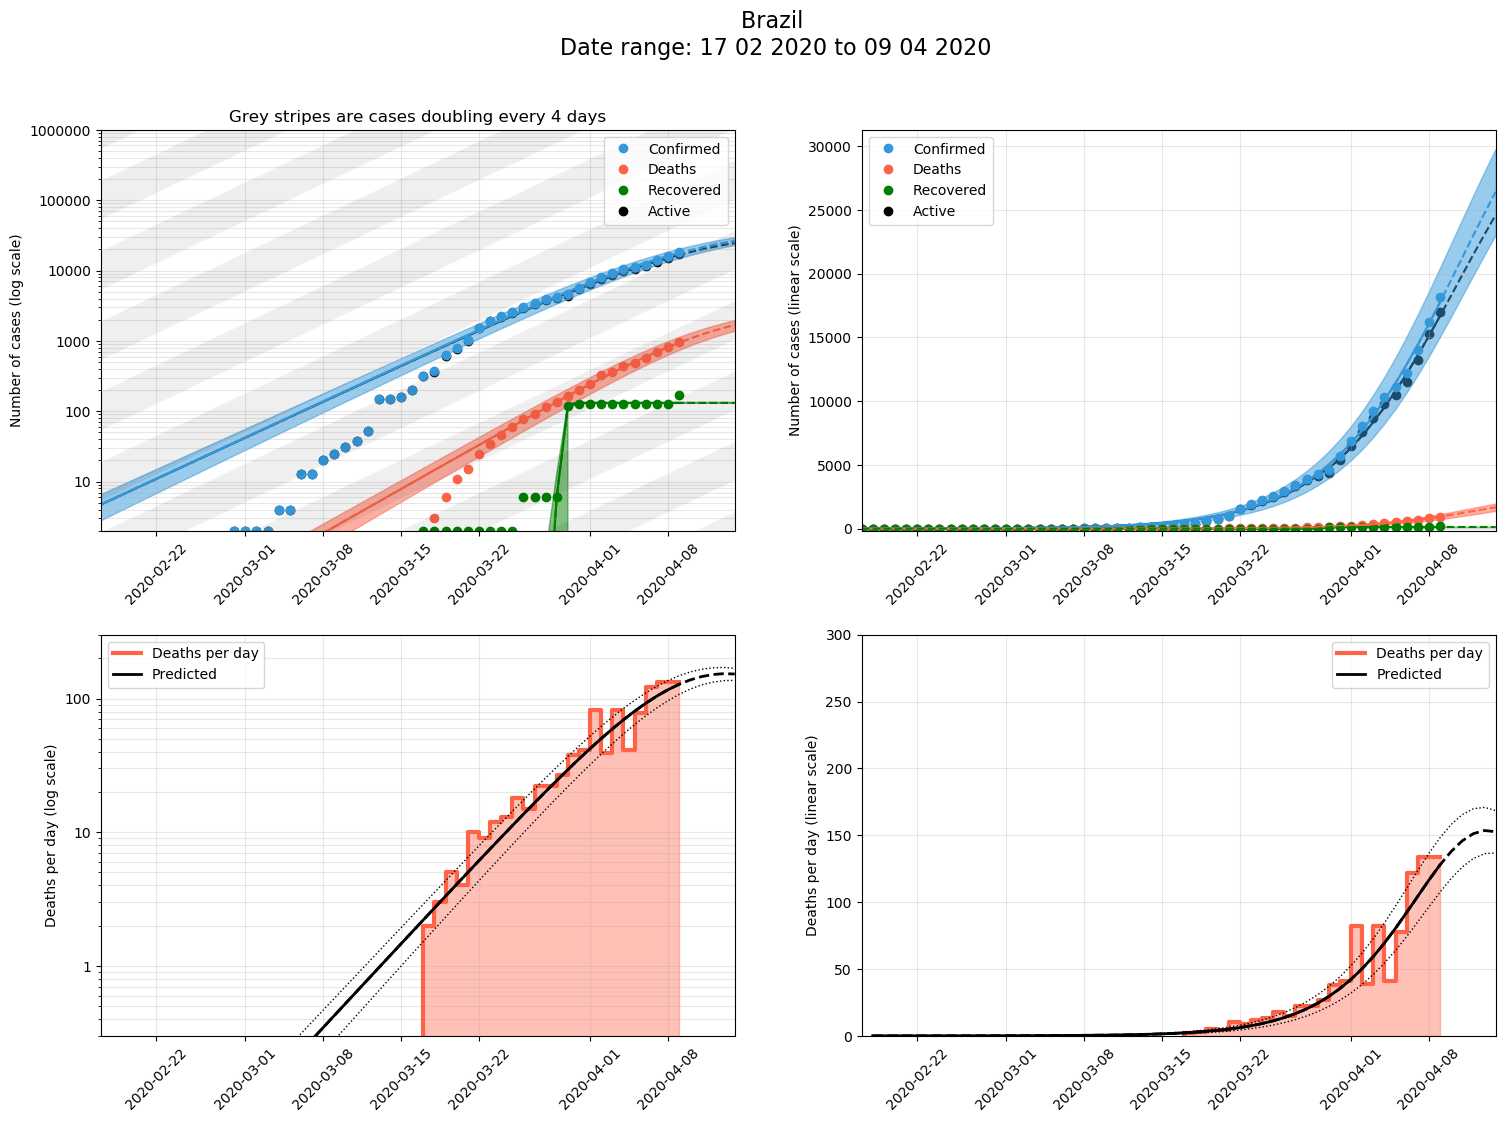 Brazil
Date range: 17 02 2020 to 09 04 2020
Grey stripes are cases doubling every 4 days
Number of cases (log scale)
1000000
100000
10000
1000
100
10
Confirmed
Deaths
Recovered
Active
2020-02-22
2020-03-01
2020-03-08
2020-03-15
2020-03-22
2020-04-01
2020-04-08
Number of cases (linear scale)
30000
25000
20000
15000
10000
5000
0
Confirmed
Deaths
Recovered
Active
2020-02-22
2020-03-01
2020-03-08
2020-03-15
2020-03-22
2020-04-01
2020-04-08
Deaths per day (log scale)
100
10
1
Deaths per day
Predicted
2020-02-22
2020-03-01
2020-03-08
2020-03-15
2020-03-22
2020-04-01
2020-04-08
Deaths per day (linear scale)
300
250
200
150
100
50
0
Deaths per day
Predicted
2020-02-22
2020-03-01
2020-03-08
2020-03-15
2020-03-22
2020-04-01
2020-04-08